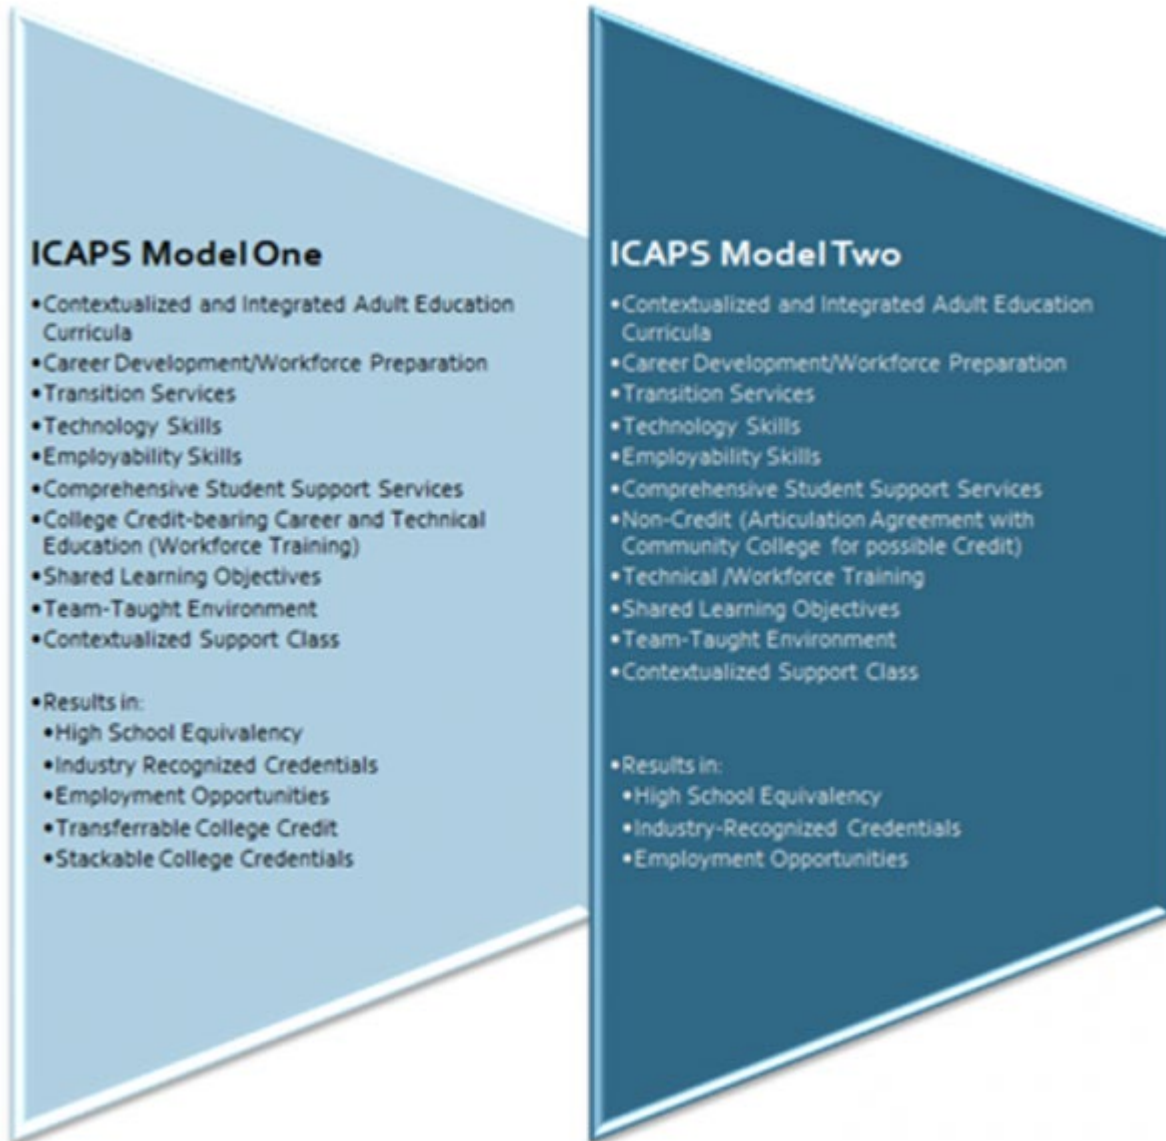 ICAPS Model One
•Contextualized and Integrated Adult Education
Curricula
•Career Development/Workforce Preparation
•Transition Services
•Technology Skills
•Employability Skills
•Comprehensive Student Support Services
•College Credit-bearing Career and Technical
Education (Workforce Training)
•Shared Learning Objectives
•Team-Taught Environment
•Contextualized Support Class
•Results in:
•High School Equivalency
•Industry Recognized Credentials
•Employment Opportunities
•Transferrable College Credit
•Stackable College Credentials
ICAPS Model Two
•Contextualized and Integrated Adult Education
Curricula
•Career Development/Workforce Preparation
•Transition Services
•Technology Skills
•Employability Skills
•Comprehensive Student Support Services
•Non-Credit (Articulation Agreement with
Community College for possible Credit)
•Technical /Workforce Training
•Shared Learning Objectives
•Team-Taught Environment
•Contextualized Support Class
•Results in:
•High School Equivalency
•Industry-Recognized Credentials
•Employment Opportunities